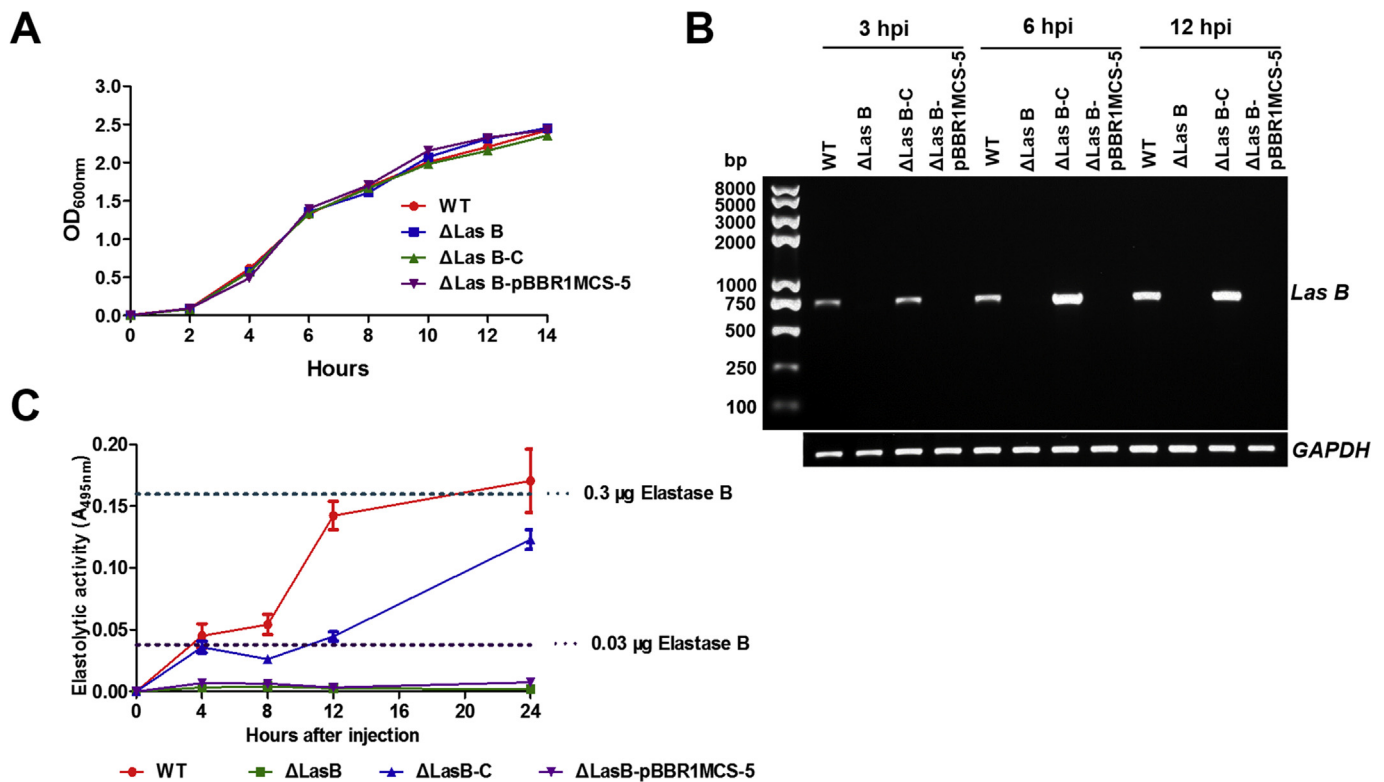 A
3.0
2.5
2.0
1.5
1.0
0.5
0.0
OD600nm
0 2 4 6 8 10 12 14
Hours
WT
ΔLas B
ΔLas B-C
ΔLas B-pBBR1MCS-5
B
3 hpi 6 hpi 12 hpi
WT
ΔLas B
ΔLas B-C
ΔLas B-
pBBR1MCS-5
WT
ΔLas B
ΔLas B-C
ΔLas B-
pBBR1MCS-5
WT
ΔLas B
ΔLas B-C
ΔLas B-
pBBR1MCS-5
bp
8000
5000
3000
2000
1000
750
500
250
100
Las B
GAPDH
C
0.20
0.15
0.10
0.05
0.00
Elastolytic activity (A495nm)
0 4 8 12 16 20 24
Hours after injection
0.3 µg Elastase B
0.03 µg Elastase B
WT ΔLasB ΔLasB-C ΔLasB-pBBR1MCS-5